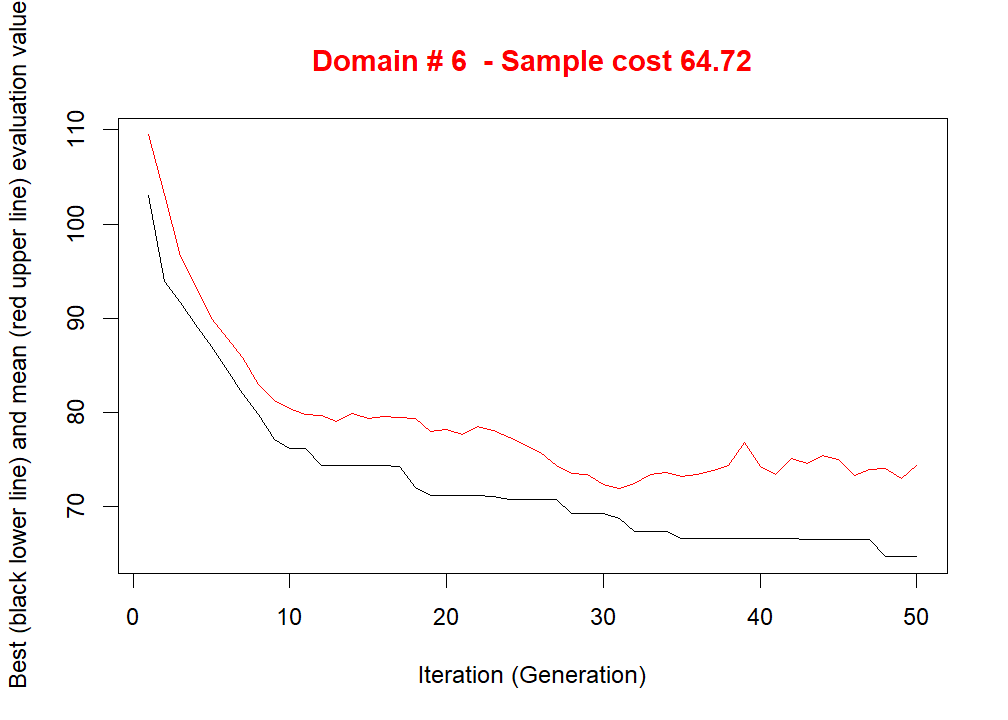 Domain # 6  - Sample cost 64.72
Best (black lower line) and mean (red upper line) evaluation value
110
100
90
80
70
0 10 20 30 40 50
Iteration (Generation)